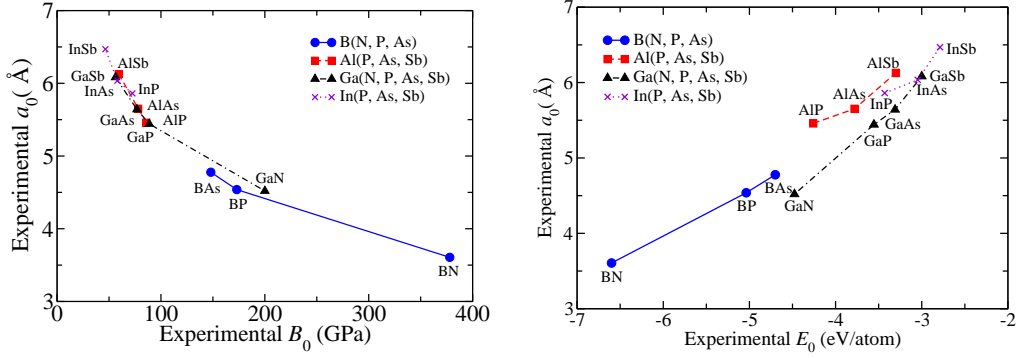 7
6
5
4
3
0
100
200
300
400
Experimental a0( Å)
Experimental B0 (GPa)
B(N, P, As)
Al(P, As, Sb)
Ga(N, P, As, Sb)
In(P, As, Sb)
InSb
AlSb
GaSb
InAs
InP
AlAs
GaAs
AlP
GaP
GaN
BAs
BP
BN
7
6
5
4
3
-7
-6
-5
-4
-3
-2
Experimental a0( Å)
Experimental E0 (eV/atom)
B(N, P, As)
Al(P, As, Sb)
Ga(N, P, As, Sb)
In(P, As, Sb)
InSb
AlSb
GaSb
AlAs
InAs
InP
AlP
GaAs
GaP
BAs
BP
GaN
BN